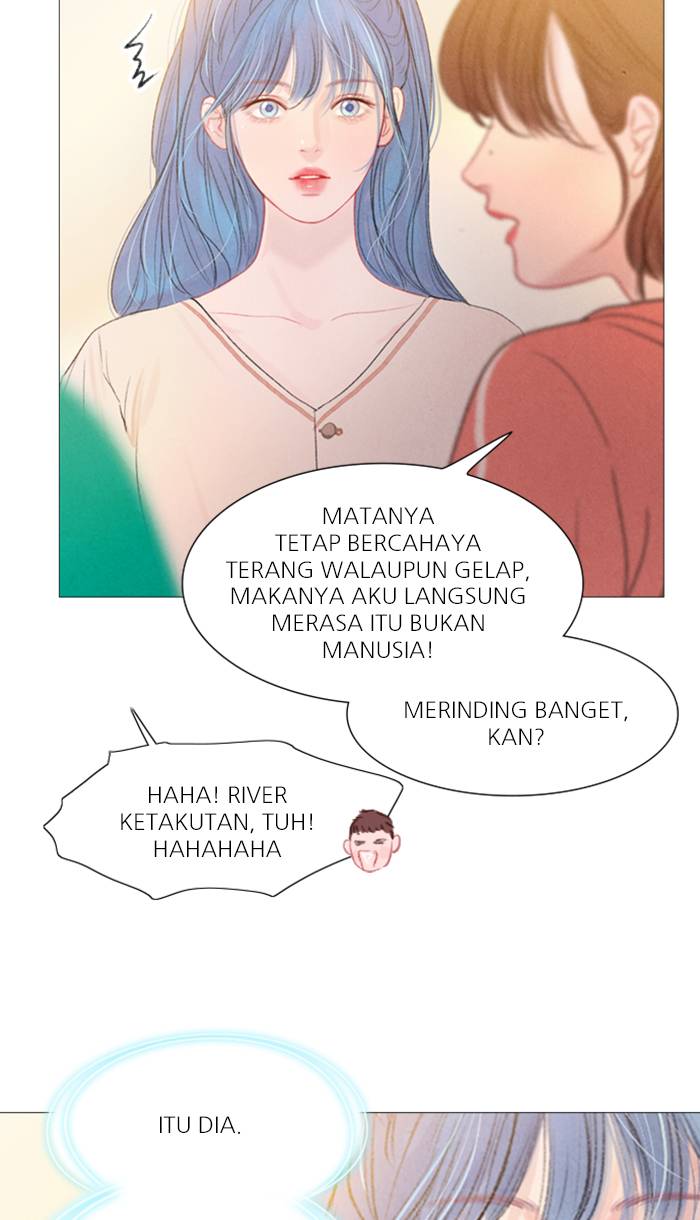 MATANYA
TETAP BERCAHAYA
TERANG WALAUPUN GELAP,
MAKANYA AKU LANGSUNG
MERASA ITU BUKAN
MANUSIA!
MERINDING BANGET,
KAN?
HAHA! RIVER
KETAKUTAN, TUH!
HAHAHAHA
ITU DIA.